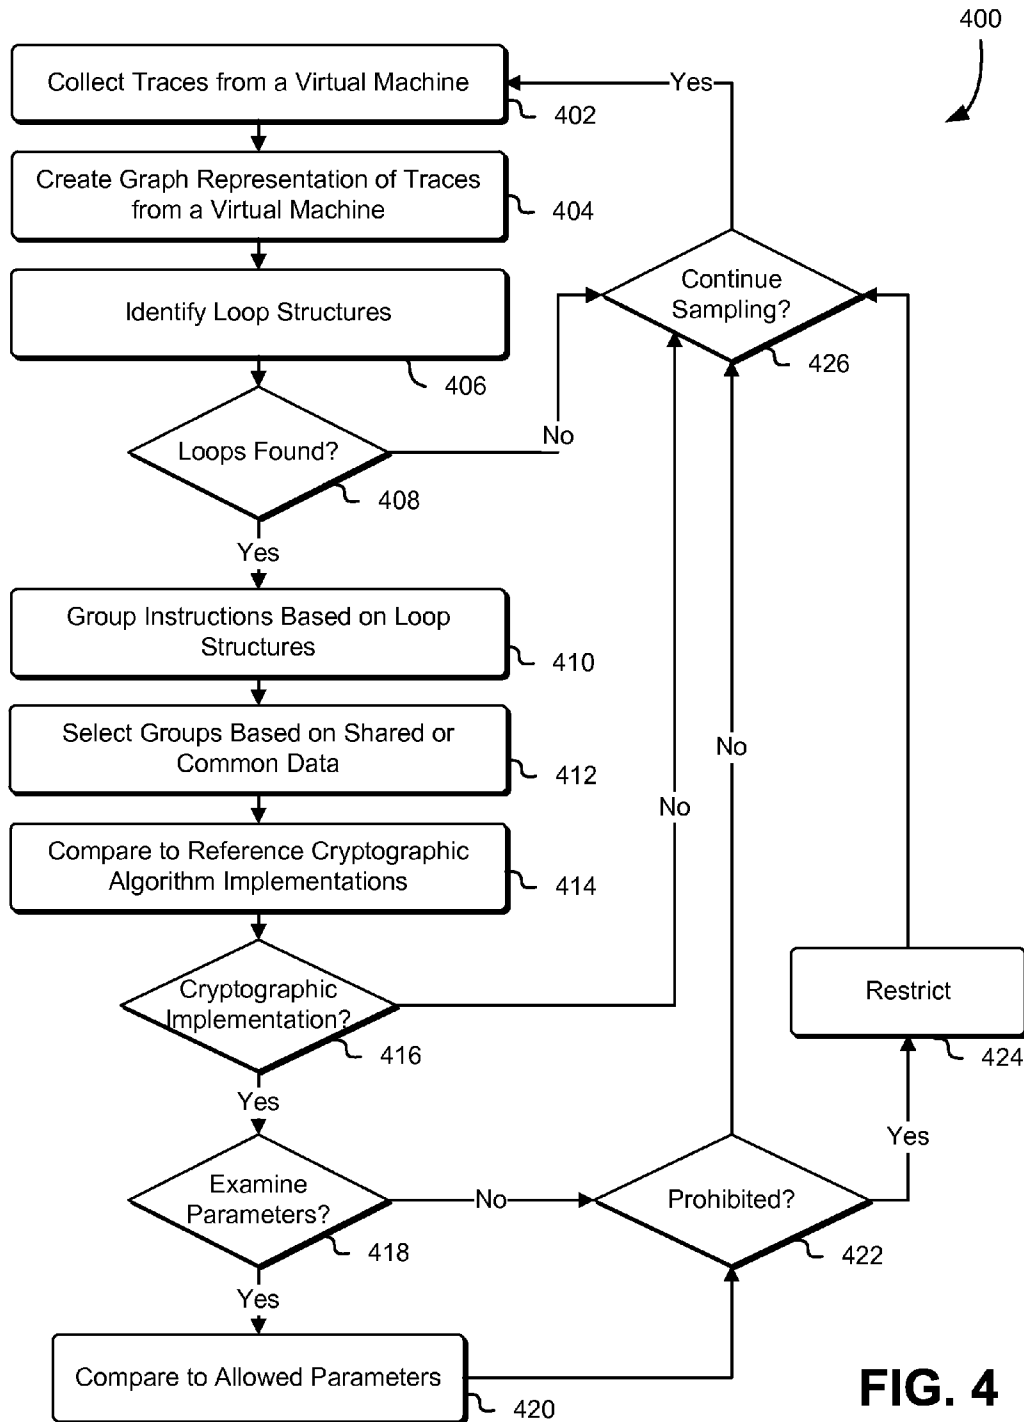 400
Collect Traces from a Virtual Machine
402
Yes
Create Graph Representation of Traces
from a Virtual Machine
404
Identify Loop Structures
406
Continue
Sampling?
426
Loops Found?
408
No
Yes
Group Instructions Based on Loop
Structures
410
Select Groups Based on Shared or
Common Data
412
No
No
Compare to Reference Cryptographic
Algorithm Implementations
414
Cryptographic
Implementation?
416
Restrict
424
Yes
Yes
Examine
Parameters?
418
No
Prohibited?
422
Yes
Compare to Allowed Parameters
420
FIG. 4